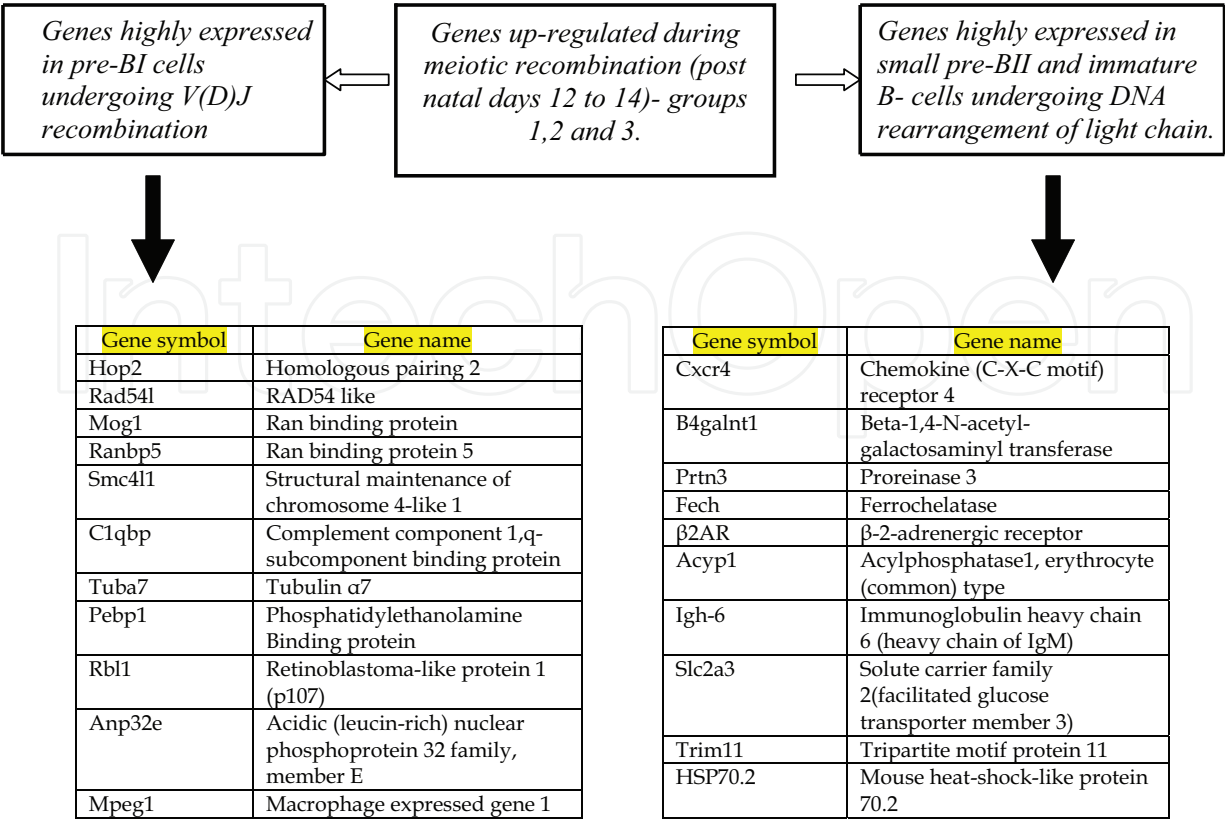 Genes highly expressed
in pre-BI cells
undergoing V(D)J
recombination
Genes up-regulated during
meiotic recombination (post
natal days 12 to 14)- groups
1,2 and 3.
Genes highly expressed in
small pre-BII and immature
B- cells undergoing DNA
rearrangement of light chain.
IntechOpen
Gene symbol Gene name
Hop2 Homologous pairing 2
Rad54l RAD54 like
Mog1 Ran binding protein
Ranbp5 Ran binding protein 5
Smc4l1 Structural maintenance of
chromosome 4-like 1
C1qbp Complement component 1,q-
subcomponent binding protein
Tuba7 Tubulin α7
Pebp1 Phosphatidylethanolamine
Binding protein
Rbl1 Retinoblastoma-like protein 1
(p107)
Anp32e Acidic (leucin-rich) nuclear
phosphoprotein 32 family,
member E
Mpeg1 Macrophage expressed gene 1
Gene symbol Gene name
Cxcr4 Chemokine (C-X-C motif)
receptor 4
B4galnt1 Beta-1,4-N-acetyl-
galactosaminyl transferase
Prtn3 Proreinase 3
Fech Ferrochelatase
β2AR β-2-adrenergic receptor
Acyp1 Acylphosphatase1, erythrocyte
(common) type
Igh-6 Immunoglobulin heavy chain
6 (heavy chain of IgM)
Slc2a3 Solute carrier family
2(facilitated glucose
transporter member 3)
Trim11 Tripartite motif protein 11
HSP70.2 Mouse heat-shock-like protein
70.2